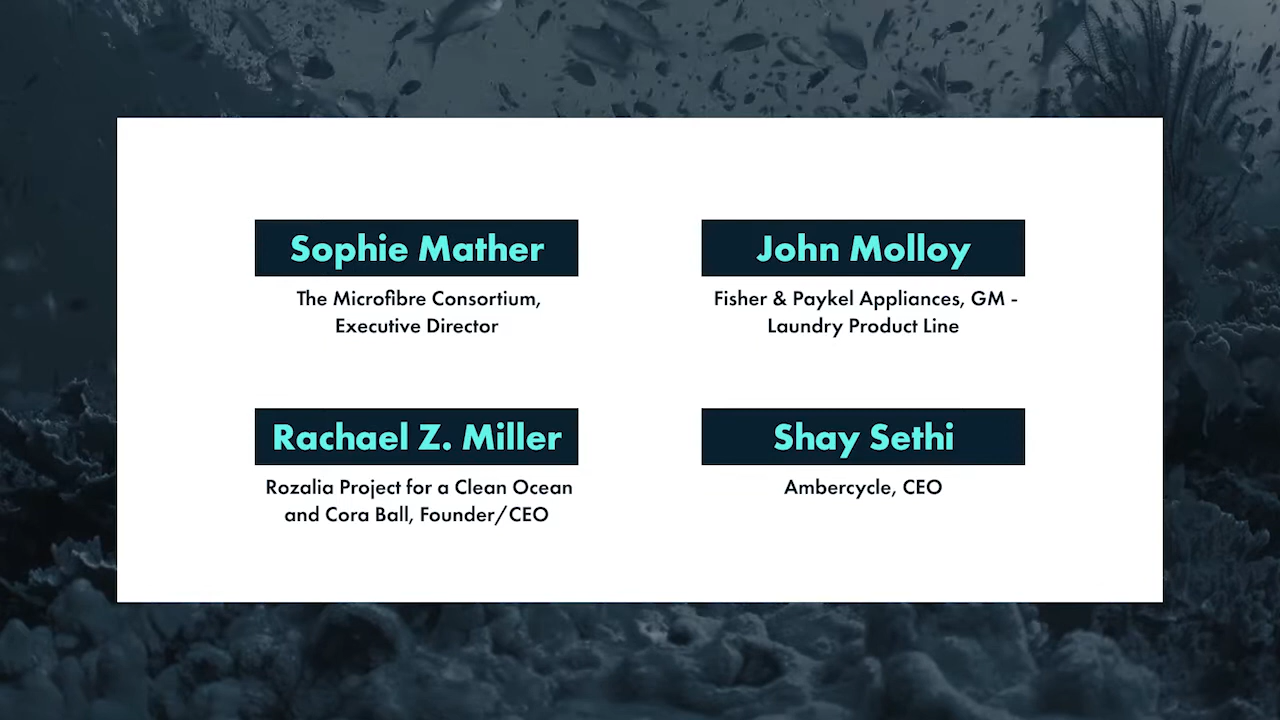 Sophie Mather
The Microfibre Consortium,
Executive Director
John Molloy
Fisher & Paykel Appliances, GM -
Laundry Product Line
Rachael Z. Miller
Rozalia Project for a Clean Ocean
and Cora Ball, Founder/CEO
Shay Sethi
Ambercycle, CEO